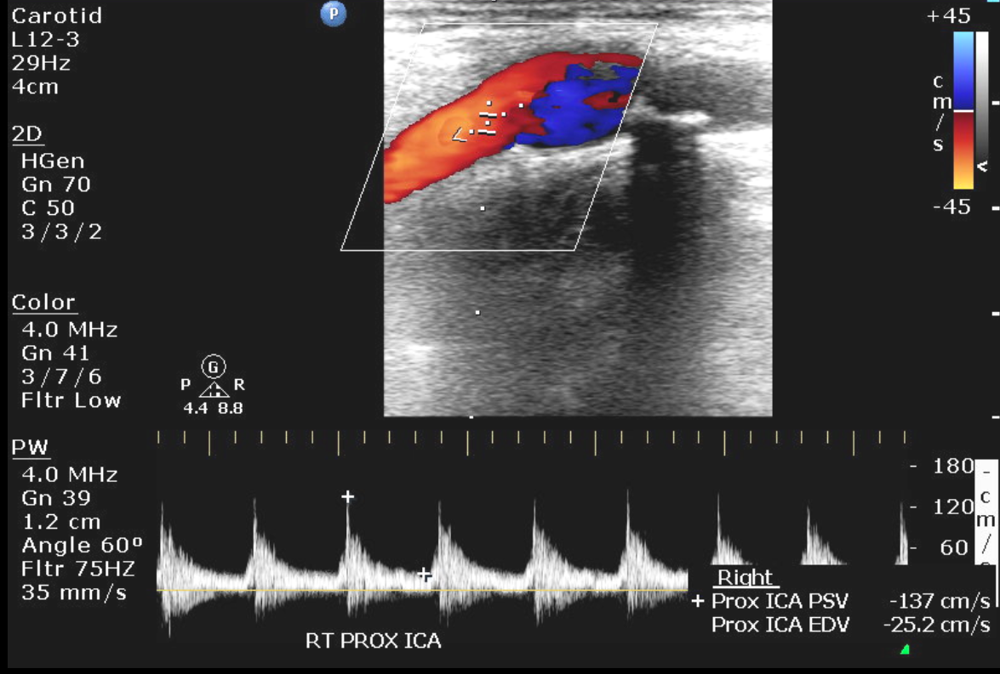 Carotid
L12-3
29Hz
4cm
P
+45
c
m
/
s
-45
2D
HGen
Gn 70
C 50
3/3/2
Color
4.0 MHz
Gn 41
3/7/6
Fltr Low
G
P R
4.4 8.8
PW
4.0 MHz
Gn 39
1.2 cm
Angle 60º
Fltr 75HZ
35 mm/s
- 180
- 120
- 60
c
m
/
Right
+ Prox ICA PSV -137 cm/s
Prox ICA EDV -25.2 cm/s
RT PROX ICA